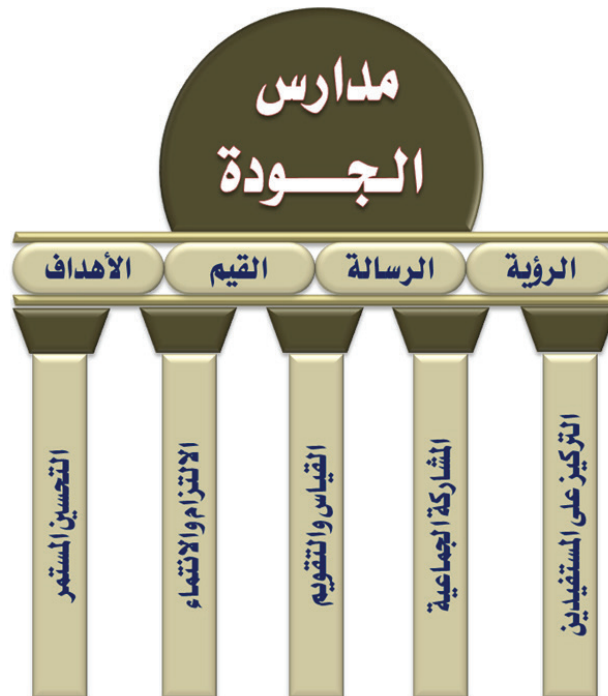 مدارس
الجـــودة
الرؤية
الرسالة
القيم
الأهداف
التركيز على المستفيدين
المشاركة الجماعية
القياس والتقويم
الالتزام والانتماء
التحسين المستمر